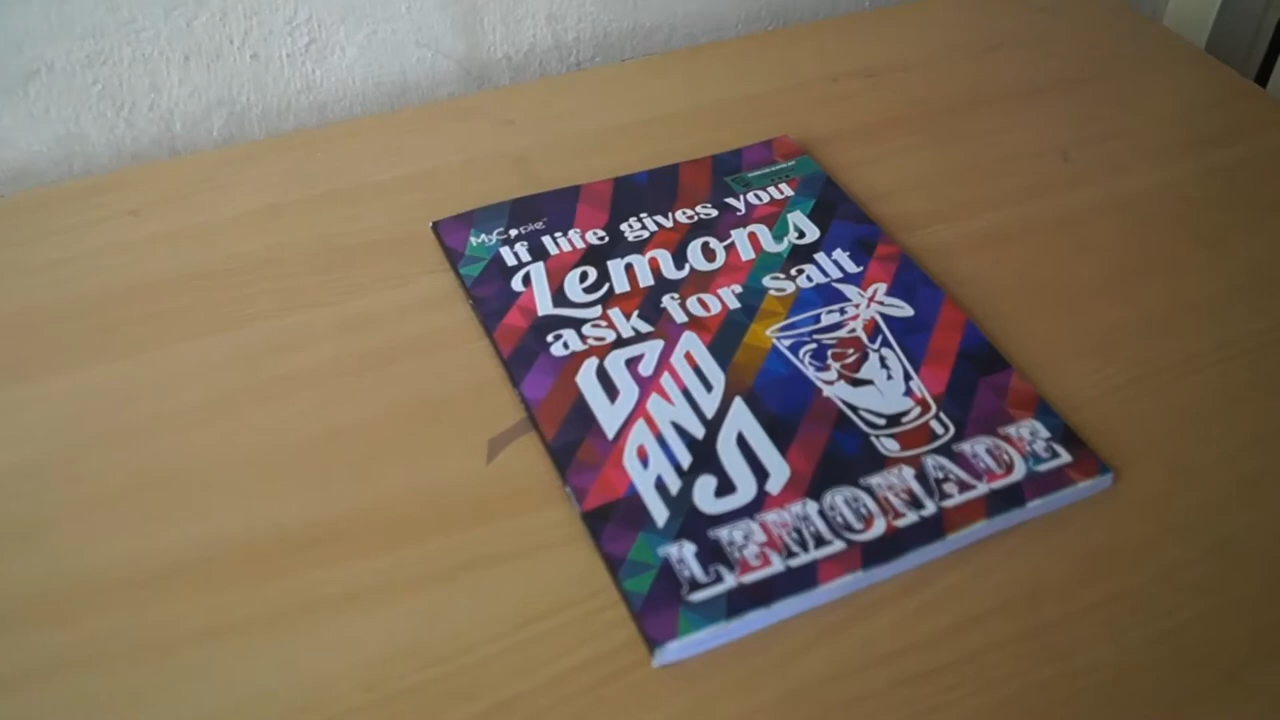 MyCopie
If life gives you
Lemons
ask for salt
S
AND
S
LEMONADE